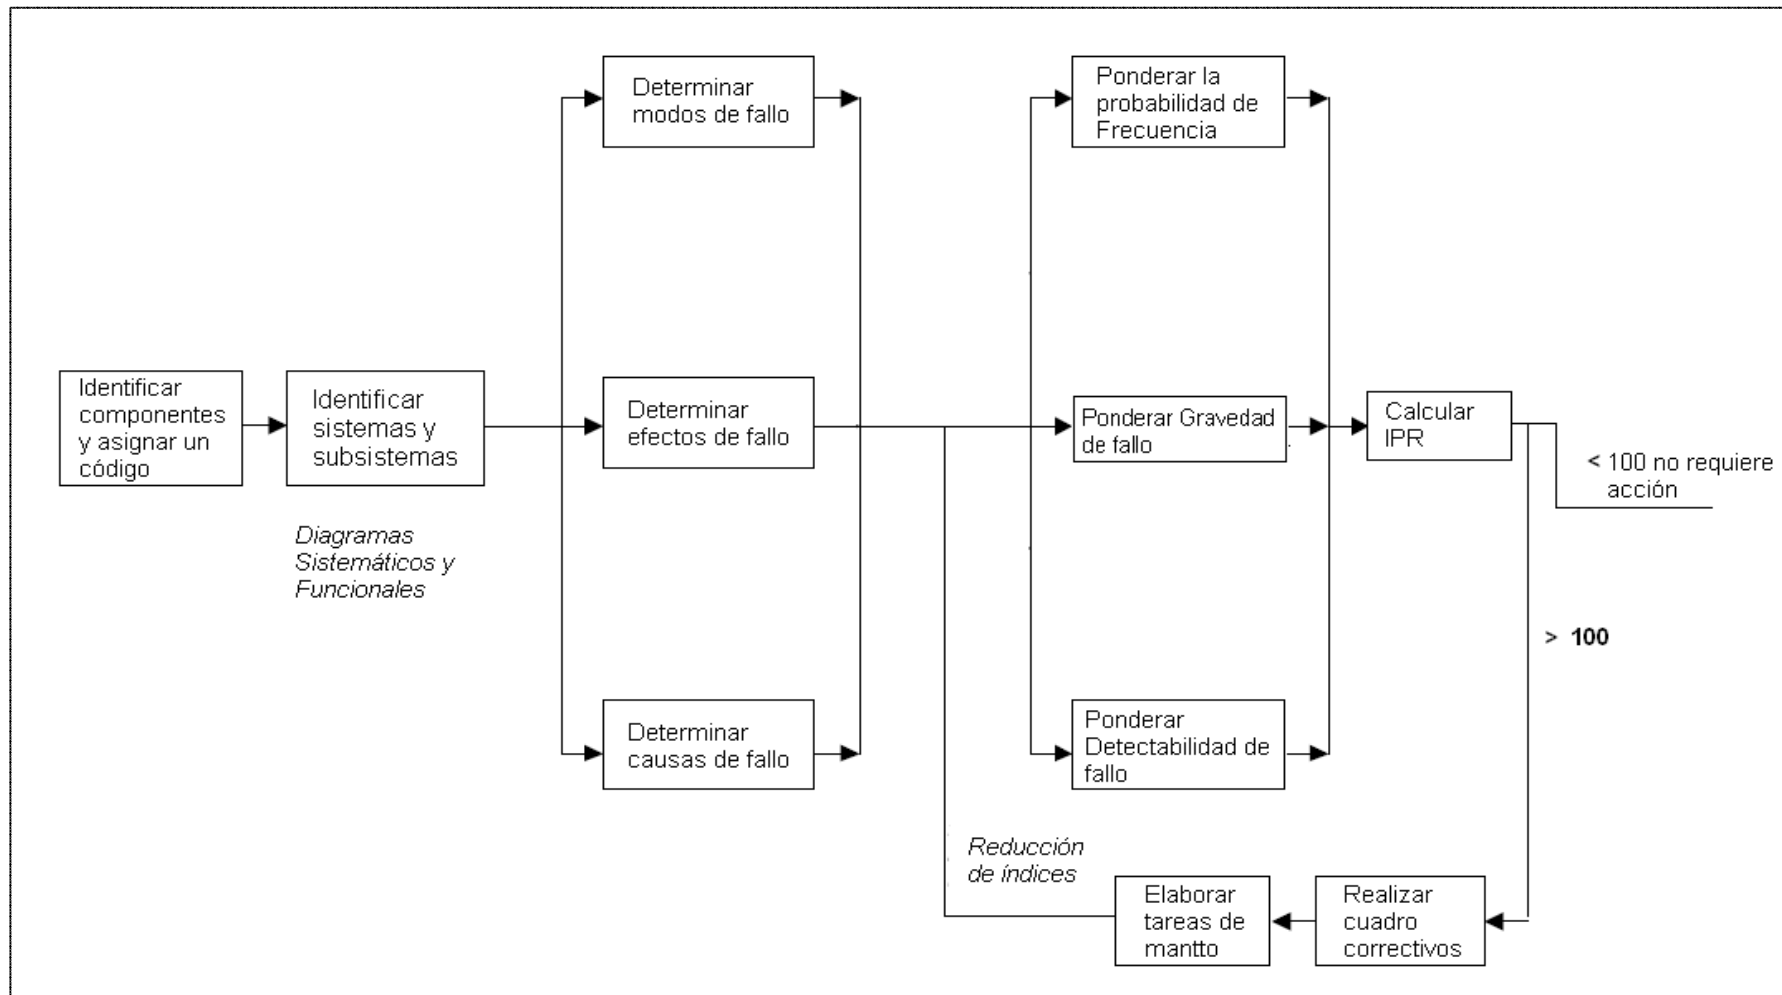 Determinar
modos de fallo
Ponderar la
probabilidad de
Frecuencia
Identificar
componentes
y asignar un
código
Identificar
sistemas y
subsistemas
Determinar
efectos de fallo
Ponderar Gravedad
de fallo
Calcular
IPR
< 100 no requiere
acción
Diagramas
Sistemáticos y
Funcionales
> 100
Determinar
causas de fallo
Ponderar
Detectabilidad de
fallo
Reducción
de índices
Elaborar
tareas de
mantto
Realizar
cuadro
correctivos